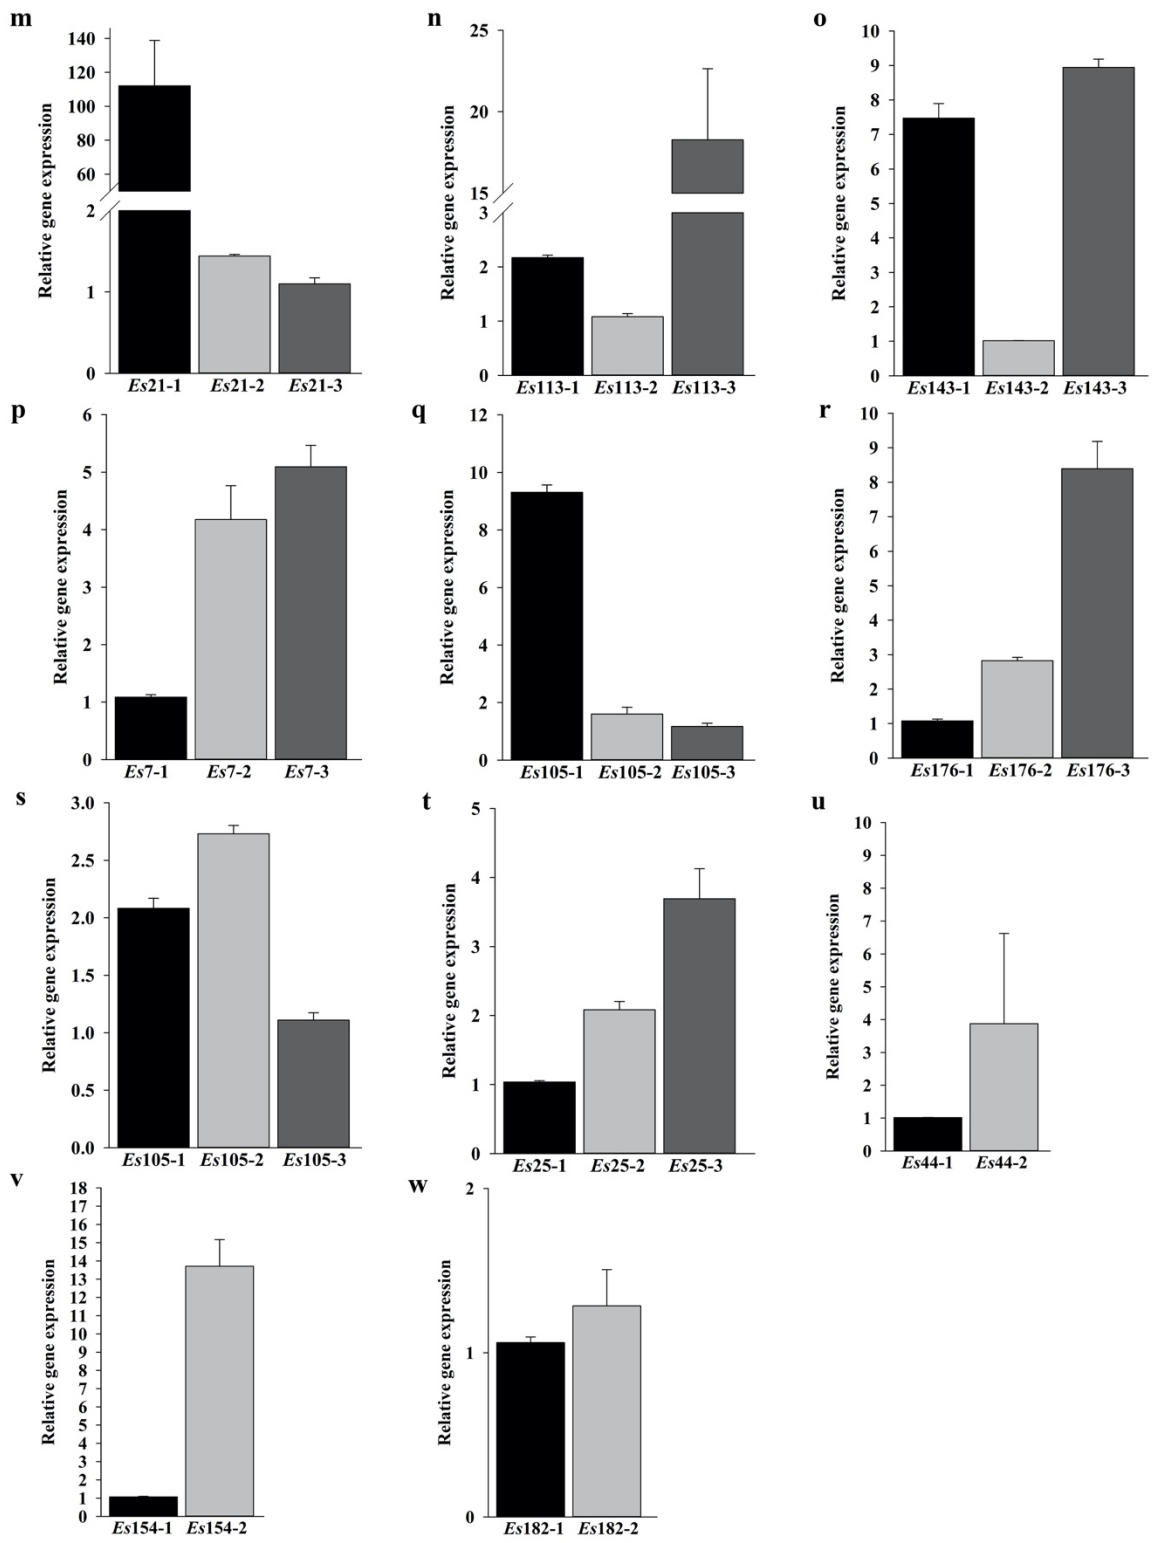 m
Relative gene expression
140
120
100
80
60
2
1
0
Es21-1 Es21-2 Es21-3
n
Relative gene expression
25
20
15
3
2
1
0
Es113-1 Es113-2 Es113-3
o
Relative gene expression
10
9
8
7
6
5
4
3
2
1
0
Es143-1 Es143-2 Es143-3
p
Relative gene expression
6
5
4
3
2
1
0
Es7-1 Es7-2 Es7-3
q
Relative gene expression
12
10
8
6
4
2
0
Es105-1 Es105-2 Es105-3
r
Relative gene expression
10
9
8
7
6
5
4
3
2
1
0
Es176-1 Es176-2 Es176-3
s
Relative gene expression
3.0
2.5
2.0
1.5
1.0
0.5
0.0
Es105-1 Es105-2 Es105-3
t
Relative gene expression
5
4
3
2
1
0
Es25-1 Es25-2 Es25-3
u
Relative gene expression
10
9
8
7
6
5
4
3
2
1
0
Es44-1 Es44-2
v
Relative gene expression
18
17
16
15
14
13
12
11
10
9
8
7
6
5
4
3
2
1
0
Es154-1 Es154-2
w
Relative gene expression
2
1
0
Es182-1 Es182-2